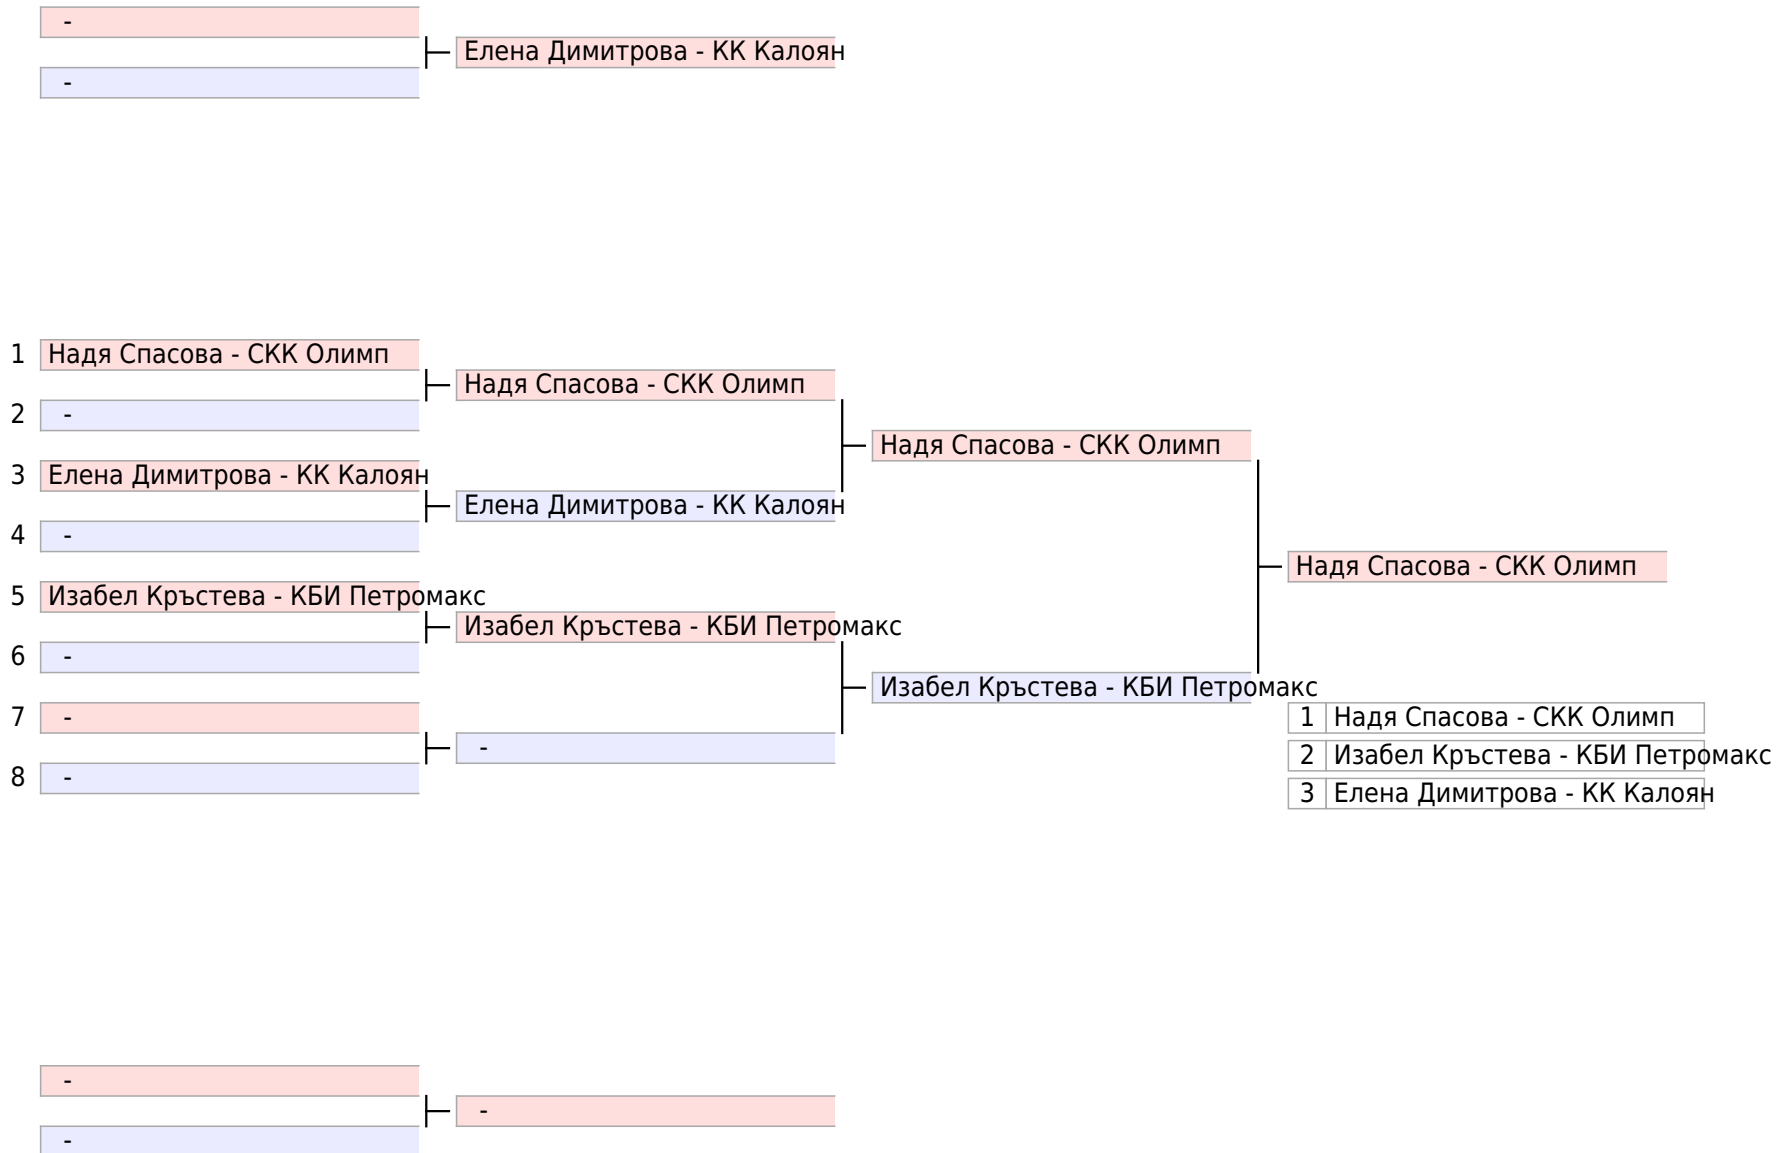 -
Елена Димитрова - КК Калоян
-
1 Надя Спасова - СКК Олимп
Надя Спасова - СКК Олимп
2 -
Надя Спасова - СКК Олимп
3 Елена Димитрова - КК Калоян
Елена Димитрова - КК Калоян
4 -
Надя Спасова - СКК Олимп
5 Изабел Кръстева - КБИ Петромакс
Изабел Кръстева - КБИ Петромакс
6 -
Изабел Кръстева - КБИ Петромакс
7 -
1 Надя Спасова - СКК Олимп
-
2 Изабел Кръстева - КБИ Петромакс
8 -
3 Елена Димитрова - КК Калоян
-
-
-